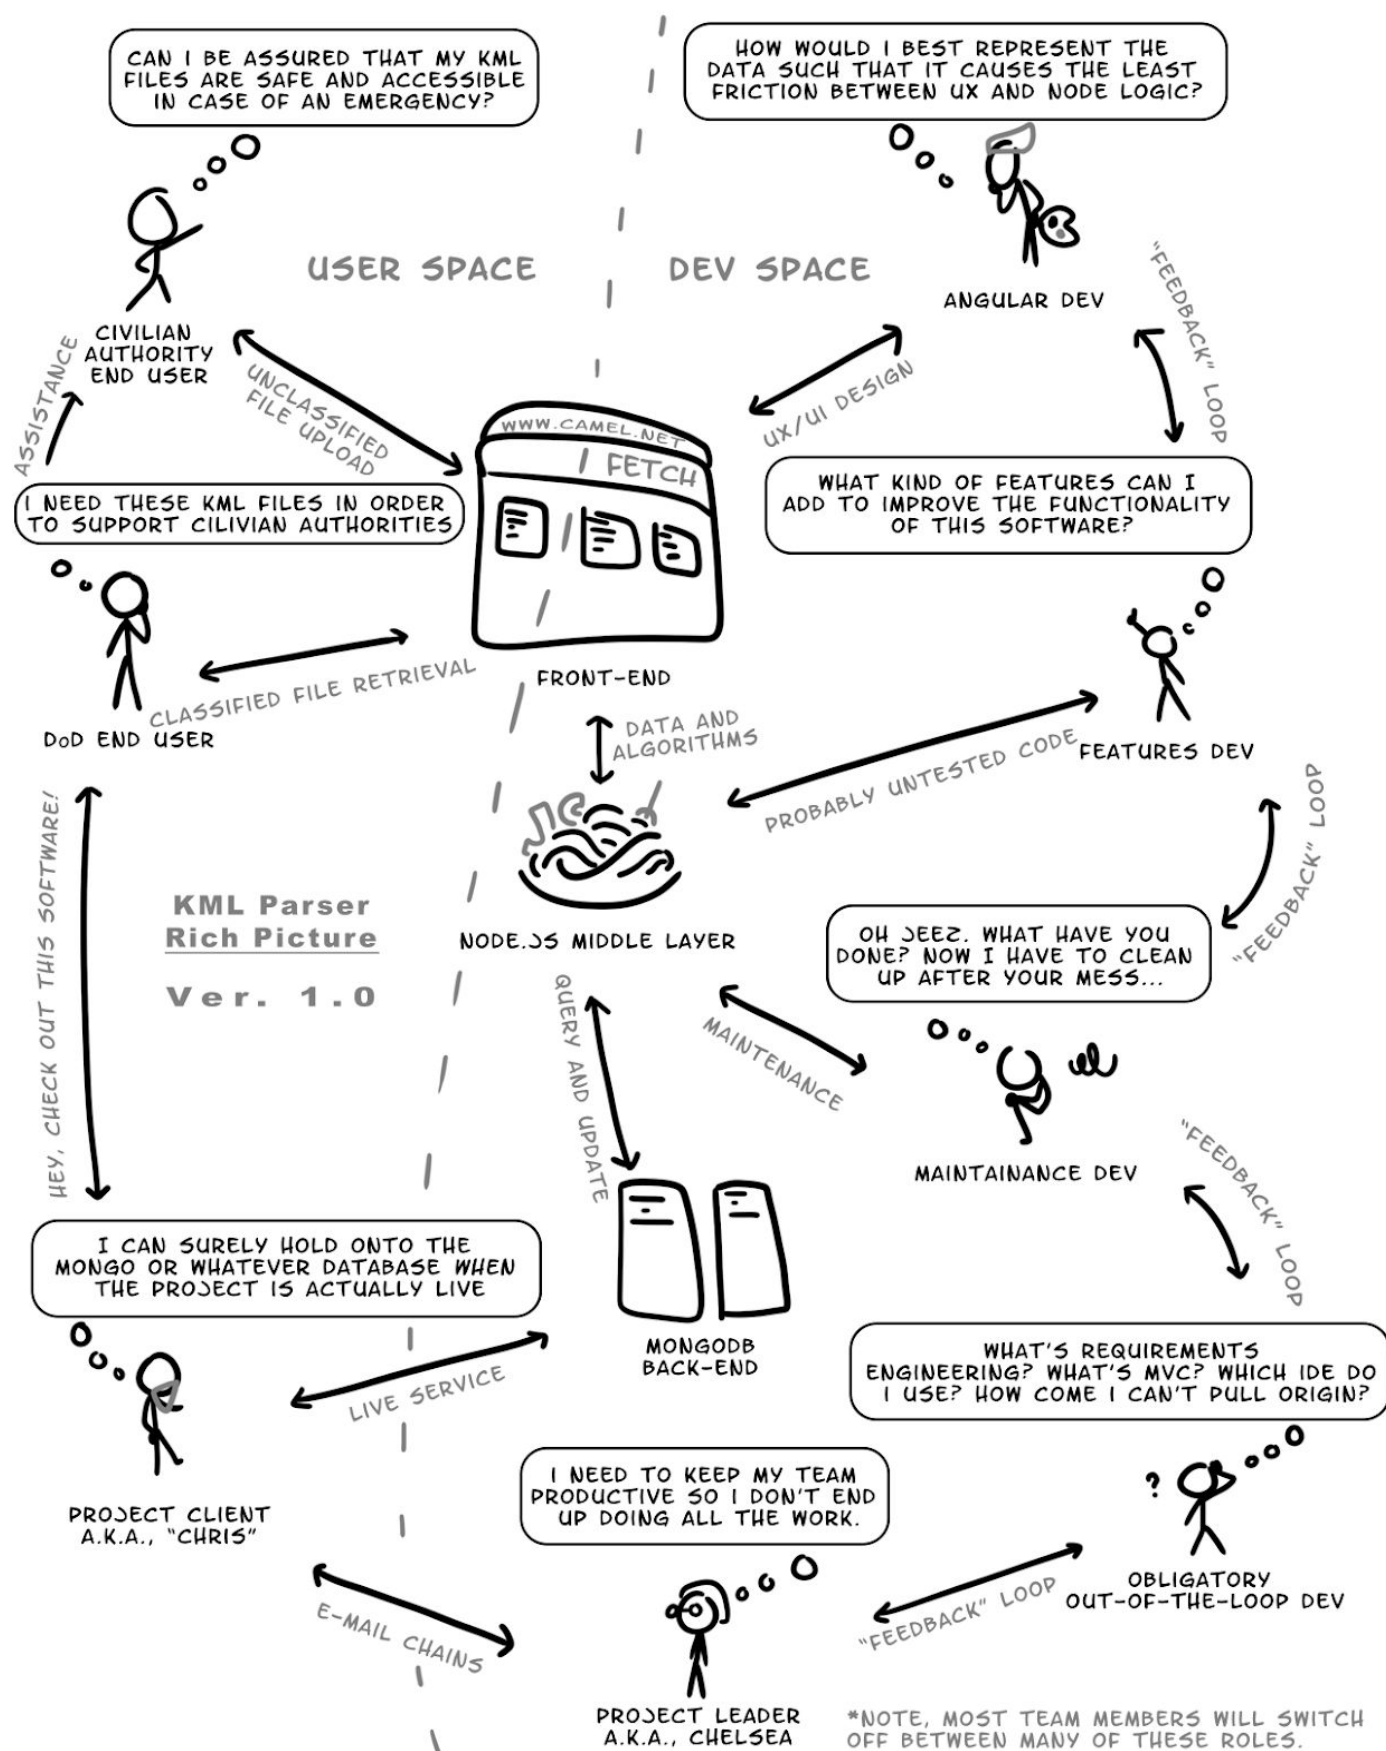 CAN I BE ASSURED THAT MY KML
FILES ARE SAFE AND ACCESSIBLE
IN CASE OF AN EMERGENCY?
HOW WOULD I BEST REPRESENT THE
DATA SUCH THAT IT CAUSES THE LEAST
FRICTION BETWEEN UX AND NODE LOGIC?
USER SPACE
DEV SPACE
ANGULAR DEV
"FEEDBACK" LOOP
CIVILIAN
AUTHORITY
END USER
ASSISTANCE
UNCLASSIFIED
FILE UPLOAD
UX/UI DESIGN
WWW.CAMEL.NET
FETCH
WHAT KIND OF FEATURES CAN I
ADD TO IMPROVE THE FUNCTIONALITY
OF THIS SOFTWARE?
I NEED THESE KML FILES IN ORDER
TO SUPPORT CILIVIAN AUTHORITIES
CLASSIFIED FILE RETRIEVAL
FRONT-END
DOD END USER
DATA AND
ALGORITHMS
PROBABLY UNTESTED CODE
FEATURES DEV
"FEEDBACK" LOOP
HEY, CHECK OUT THIS SOFTWARE!
KML Parser
Rich Picture
Ver. 1.0
JS
NODE.JS MIDDLE LAYER
OH JEEZ. WHAT HAVE YOU
DONE? NOW I HAVE TO CLEAN
UP AFTER YOUR MESS...
QUERY AND UPDATE
MAINTENANCE
MAINTAINANCE DEV
"FEEDBACK" LOOP
I CAN SURELY HOLD ONTO THE
MONGO OR WHATEVER DATABASE WHEN
THE PROJECT IS ACTUALLY LIVE
MONGODB
BACK-END
LIVE SERVICE
WHAT'S REQUIREMENTS
ENGINEERING? WHAT'S MVC? WHICH IDE DO
I USE? HOW COME I CAN'T PULL ORIGIN?
PROJECT CLIENT
A.K.A., "CHRIS"
I NEED TO KEEP MY TEAM
PRODUCTIVE SO I DON'T END
UP DOING ALL THE WORK.
?
OBLIGATORY
OUT-OF-THE-LOOP DEV
E-MAIL CHAINS
"FEEDBACK" LOOP
PROJECT LEADER
A.K.A., CHELSEA
*NOTE, MOST TEAM MEMBERS WILL SWITCH
OFF BETWEEN MANY OF THESE ROLES.